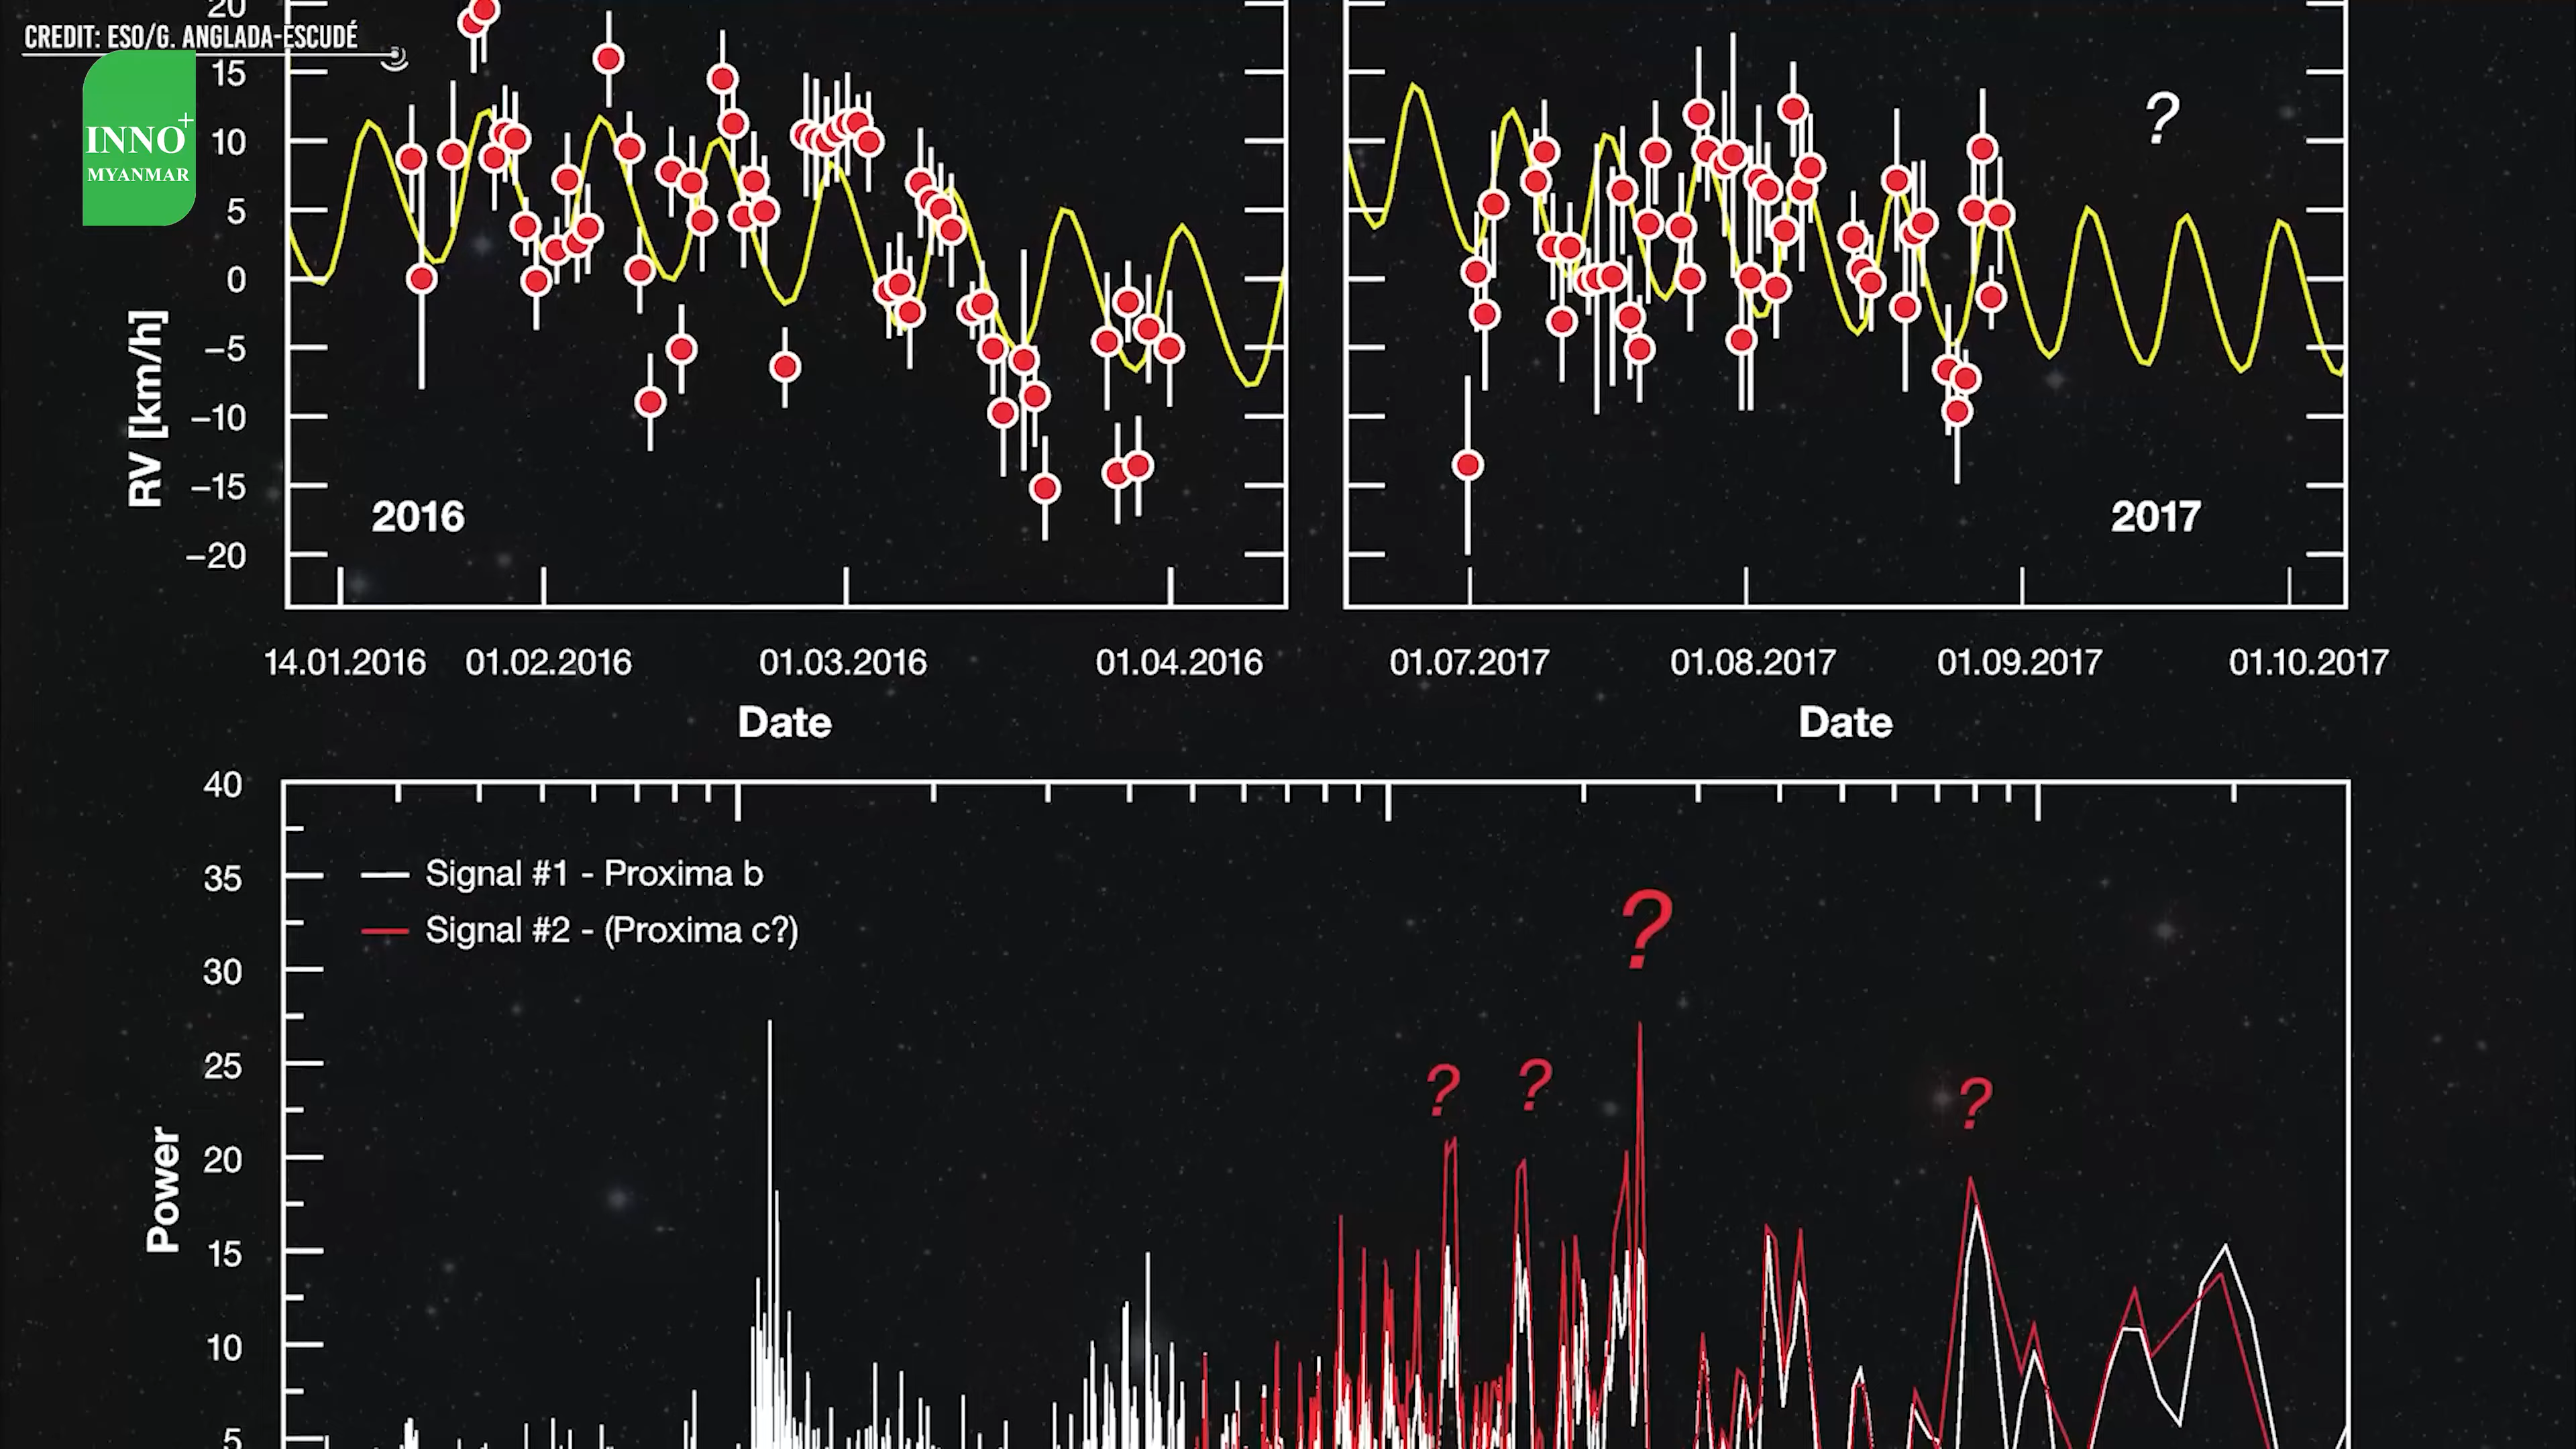 CREDIT: ESO/G. ANGLADA-ESCUDÉ
INNO+
MYANMAR
20
15
10
5
0
−5
−10
−15
−20
RV [km/h]
2016
?
2017
14.01.2016 01.02.2016 01.03.2016 01.04.2016 01.07.2017 01.08.2017 01.09.2017 01.10.2017
Date Date
40
35
30
25
20
15
10
5
Power
Signal #1 - Proxima b
Signal #2 - (Proxima c?)
?
? ? ?